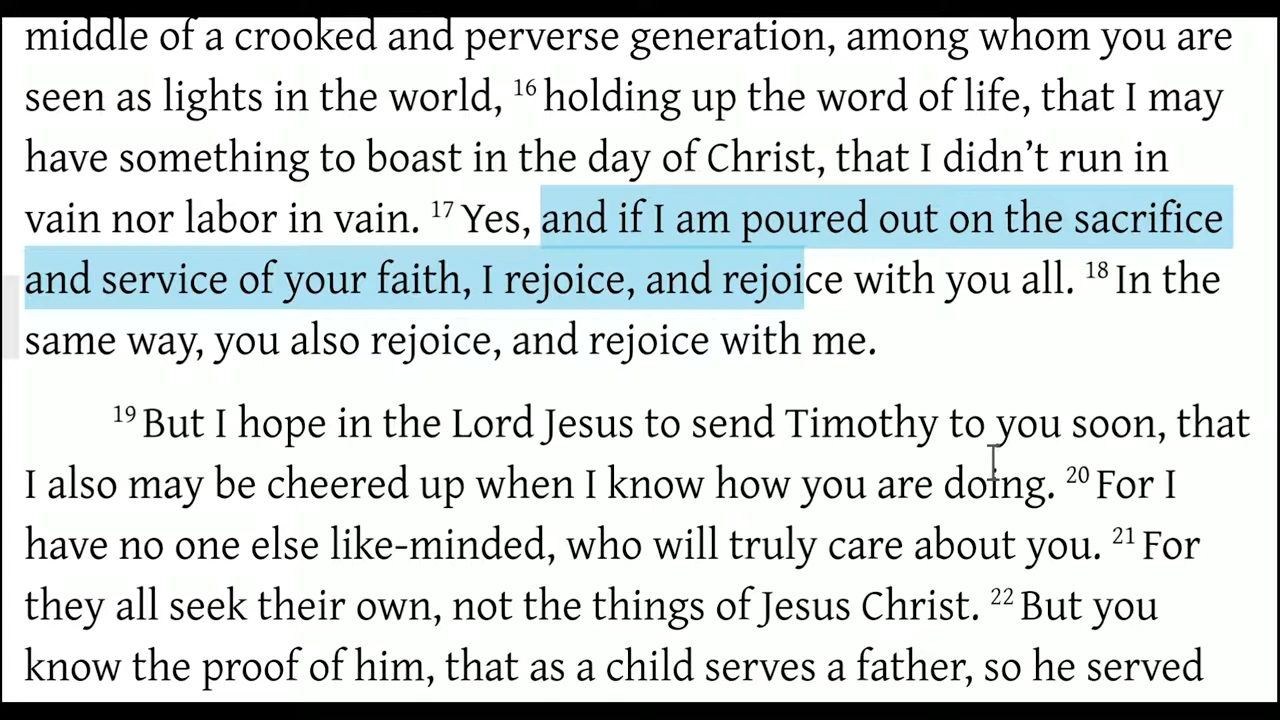 middle of a crooked and perverse generation, among whom you are
seen as lights in the world, 16 holding up the word of life, that I may
have something to boast in the day of Christ, that I didn’t run in
vain nor labor in vain. 17 Yes, and if I am poured out on the sacrifice
and service of your faith, I rejoice, and rejoice with you all. 18 In the
same way, you also rejoice, and rejoice with me.
19 But I hope in the Lord Jesus to send Timothy to you soon, that
I also may be cheered up when I know how you are doing. 20 For I
have no one else like-minded, who will truly care about you. 21 For
they all seek their own, not the things of Jesus Christ. 22 But you
know the proof of him, that as a child serves a father, so he served